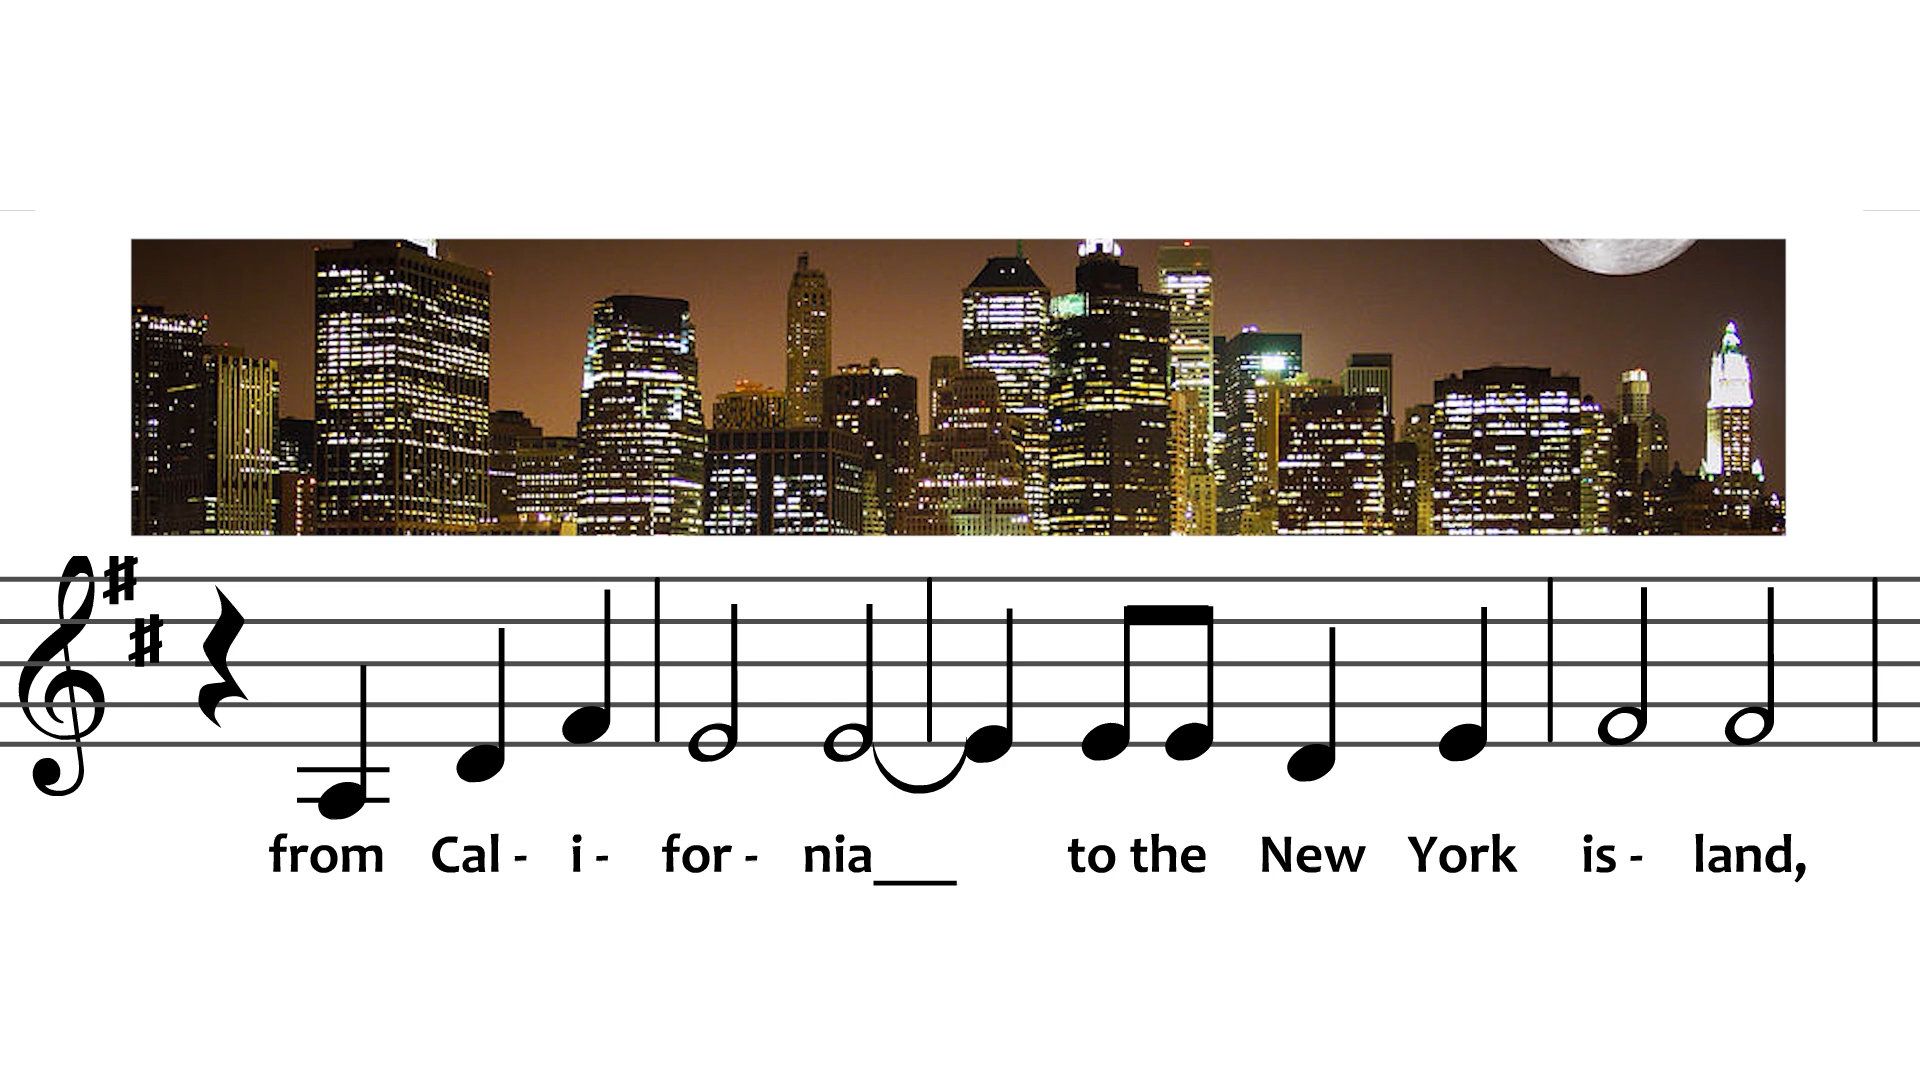 from Cal - i - for - nia___ to the New York is - land,